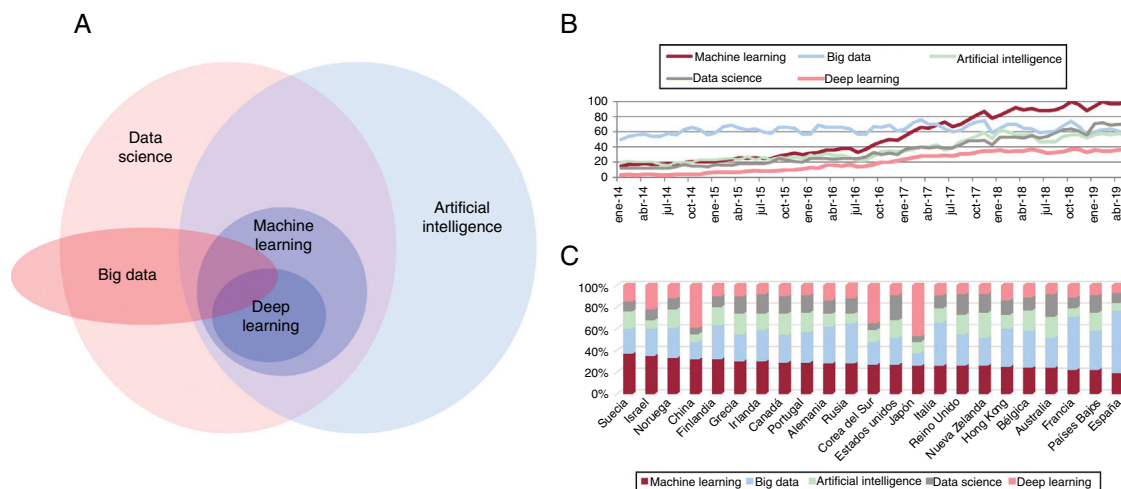 A
Data
science
Big data
Machine
learning
Deep
learning
Artificial
intelligence
B
Machine learning Big data Artificial intelligence
Data science Deep learning
100
80
60
40
20
0
ene-14 abr-14 jul-14 oct-14 ene-15 abr-15 jul-15 oct-15 ene-16 abr-16 jul-16 oct-16 ene-17 abr-17 jul-17 oct-17 ene-18 abr-18 jul-18 oct-18 ene-19 abr-19
C
100%
80%
60%
40%
20%
0%
Suecia Israel Noruega China Finlandia Grecia Irlanda Canadá Portugal Alemania Rusia Corea del Sur Estados unidos Japón Italia Reino Unido Nueva Zelanda Hong Kong Bélgica Australia Francia Países Bajos España
Machine learning Big data Artificial intelligence Data science Deep learning